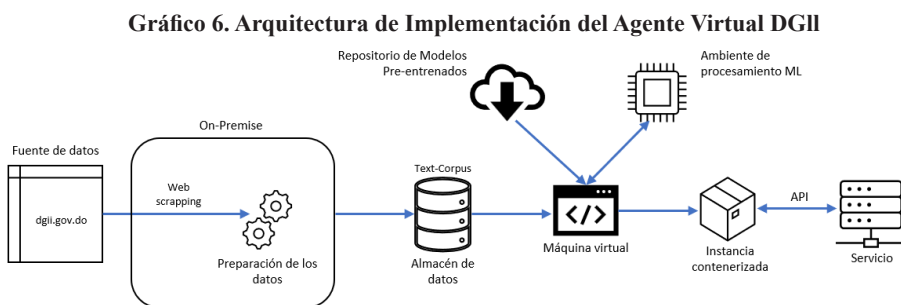 Gráfico 6. Arquitectura de Implementación del Agente Virtual DGll
Repositorio de Modelos
Pre-entrenados
Ambiente de
procesamiento ML
On-Premise
Fuente de datos
dgii.gov.do
Web
scrapping
Preparación de los
datos
Text-Corpus
Almacén de
datos
</>
Máquina virtual
Instancia
contenerizada
API
Servicio